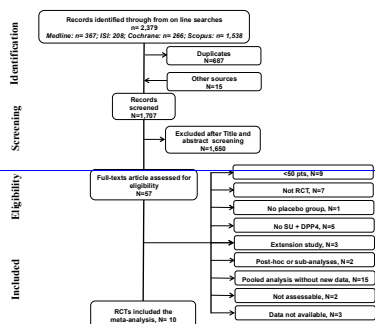 Records identified through from on line searches
n= 2,379
Medline: n= 367; ISI: 208; Cochrane: n= 266; Scopus: n= 1,538
Identification
Duplicates
N=687
Other sources
N=15
Screening
Records
screened
N=1,707
Excluded after Title and
abstract screening
N=1,650
Eligibility
Full-texts article assessed for
eligibility
N=57
<50 pts, N=9
Not RCT, N=7
No placebo group, N=1
No SU + DPP4, N=5
Extension study, N=3
Included
Post-hoc or sub-analyses, N=2
Pooled analysis without new data, N=15
Not assessable, N=2
Data not available, N=3
RCTs included the
meta-analysis, N= 10